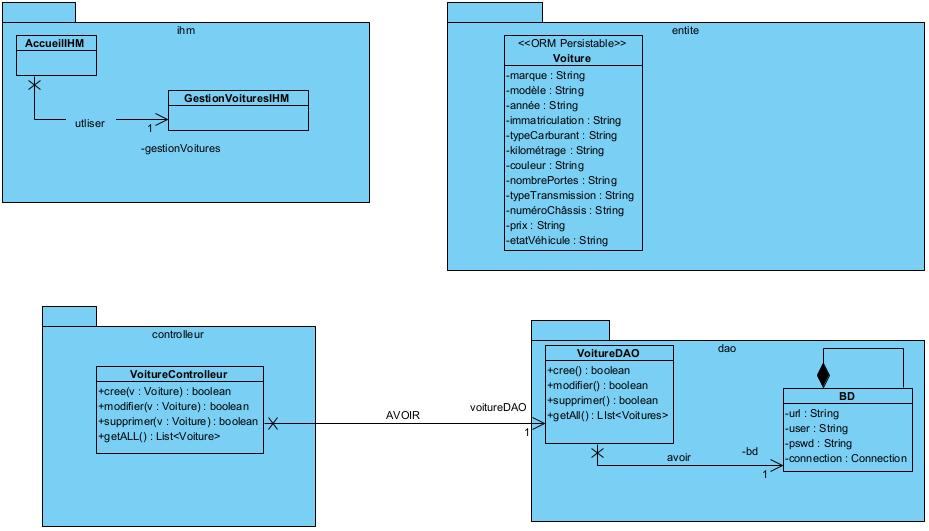 ihm
AccueilIHM
GestionVoituresIHM
utliser
1
-gestionVoitures
entite
<<ORM Persistable>>
Voiture
-marque : String
-modèle : String
-année : String
-immatriculation : String
-typeCarburant : String
-kilométrage : String
-couleur : String
-nombrePortes : String
-typeTransmission : String
-numéroChâssis : String
-prix : String
-etatVéhicule : String
controlleur
VoitureControlleur
+cree(v : Voiture) : boolean
+modifier(v : Voiture) : boolean
+supprimer(v : Voiture) : boolean
+getALL() : List<Voiture>
AVOIR
voitureDAO
1
dao
VoitureDAO
+cree() : boolean
+modifier() : boolean
+supprimer() : boolean
+getAll() : LIst<Voitures>
avoir
-bd
1
BD
-url : String
-user : String
-pswd : String
-connection : Connection